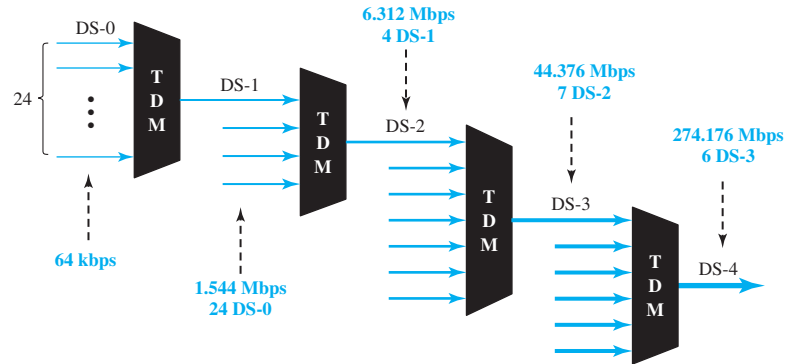 DS-0
24
T
D
M
64 kbps
DS-1
1.544 Mbps
24 DS-0
T
D
M
6.312 Mbps
4 DS-1
DS-2
T
D
M
44.376 Mbps
7 DS-2
DS-3
T
D
M
274.176 Mbps
6 DS-3
DS-4